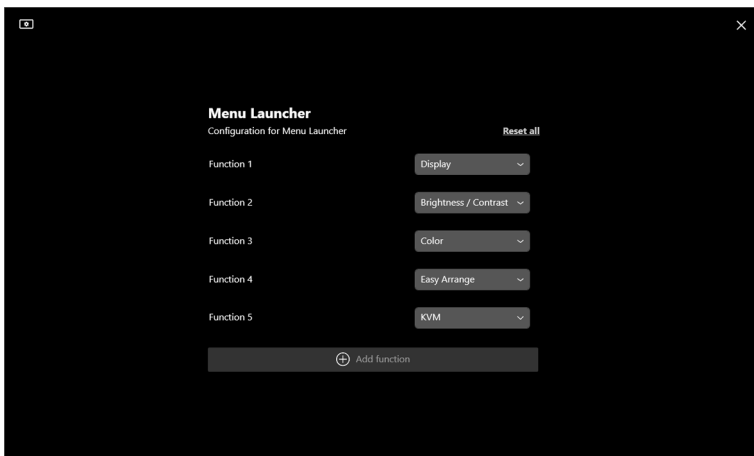 Menu Launcher
Configuration for Menu Launcher Reset all
Function 1 Display
Function 2 Brightness / Contrast
Function 3 Color
Function 4 Easy Arrange
Function 5 KVM
Add function